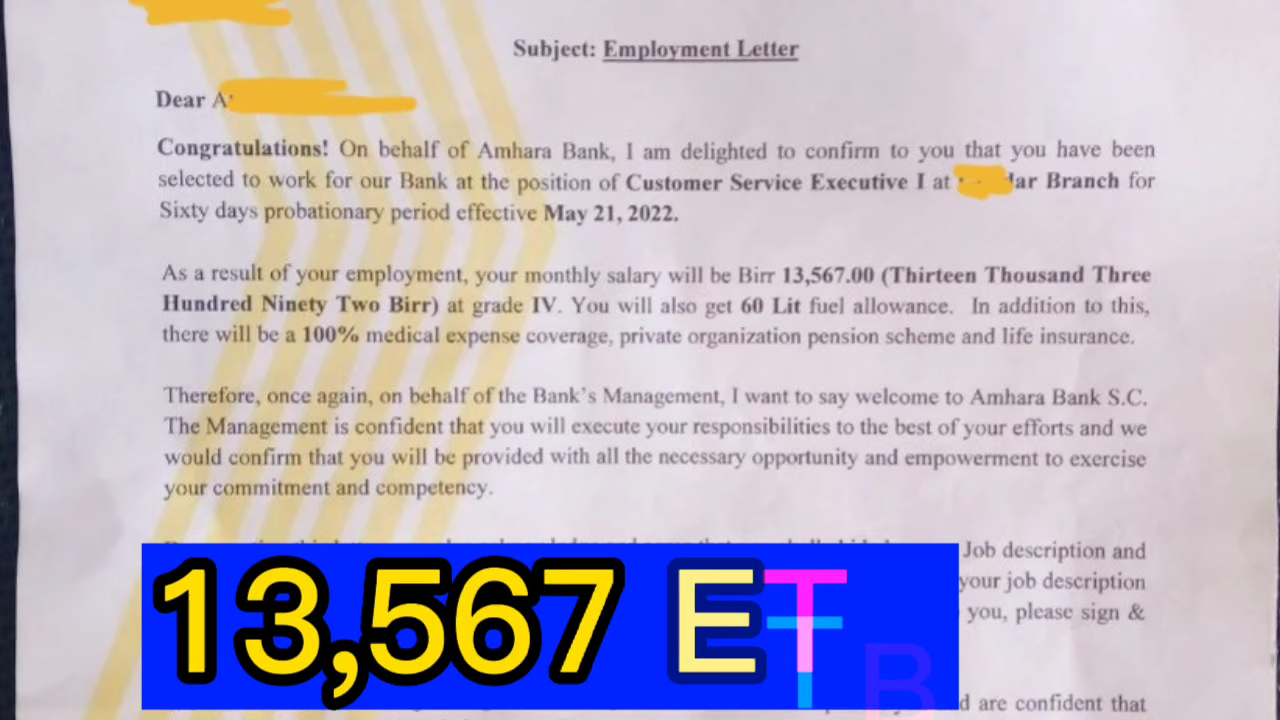 Subject: Employment Letter
Dear A
Congratulations! On behalf of Amhara Bank, I am delighted to confirm to you that you have been
selected to work for our Bank at the position of Customer Service Executive I at ar Branch for
Sixty days probationary period effective May 21, 2022.
As a result of your employment, your monthly salary will be Birr 13,567.00 (Thirteen Thousand Three
Hundred Ninety Two Birr) at grade IV. You will also get 60 Lit fuel allowance. In addition to this,
there will be a 100% medical expense coverage, private organization pension scheme and life insurance.
Therefore, once again, on behalf of the Bank's Management, I want to say welcome to Amhara Bank S.C.
The Management is confident that you will execute your responsibilities to the best of your efforts and we
would confirm that you will be provided with all the necessary opportunity and empowerment to exercise
your commitment and competency.
Job description and
your job description
you, please sign &
13,567 ETB
are confident that